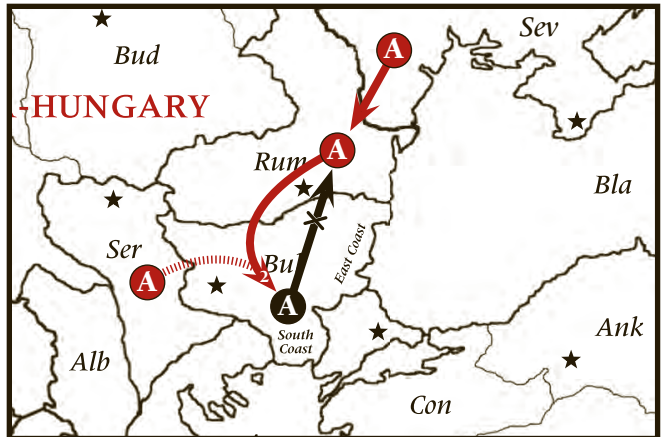 Sev
A
Bud
-HUNGARY
A
Rum
Bla
East Coast
Ser
Bul
2
A
A
South
Coast
Ank
Alb
Con